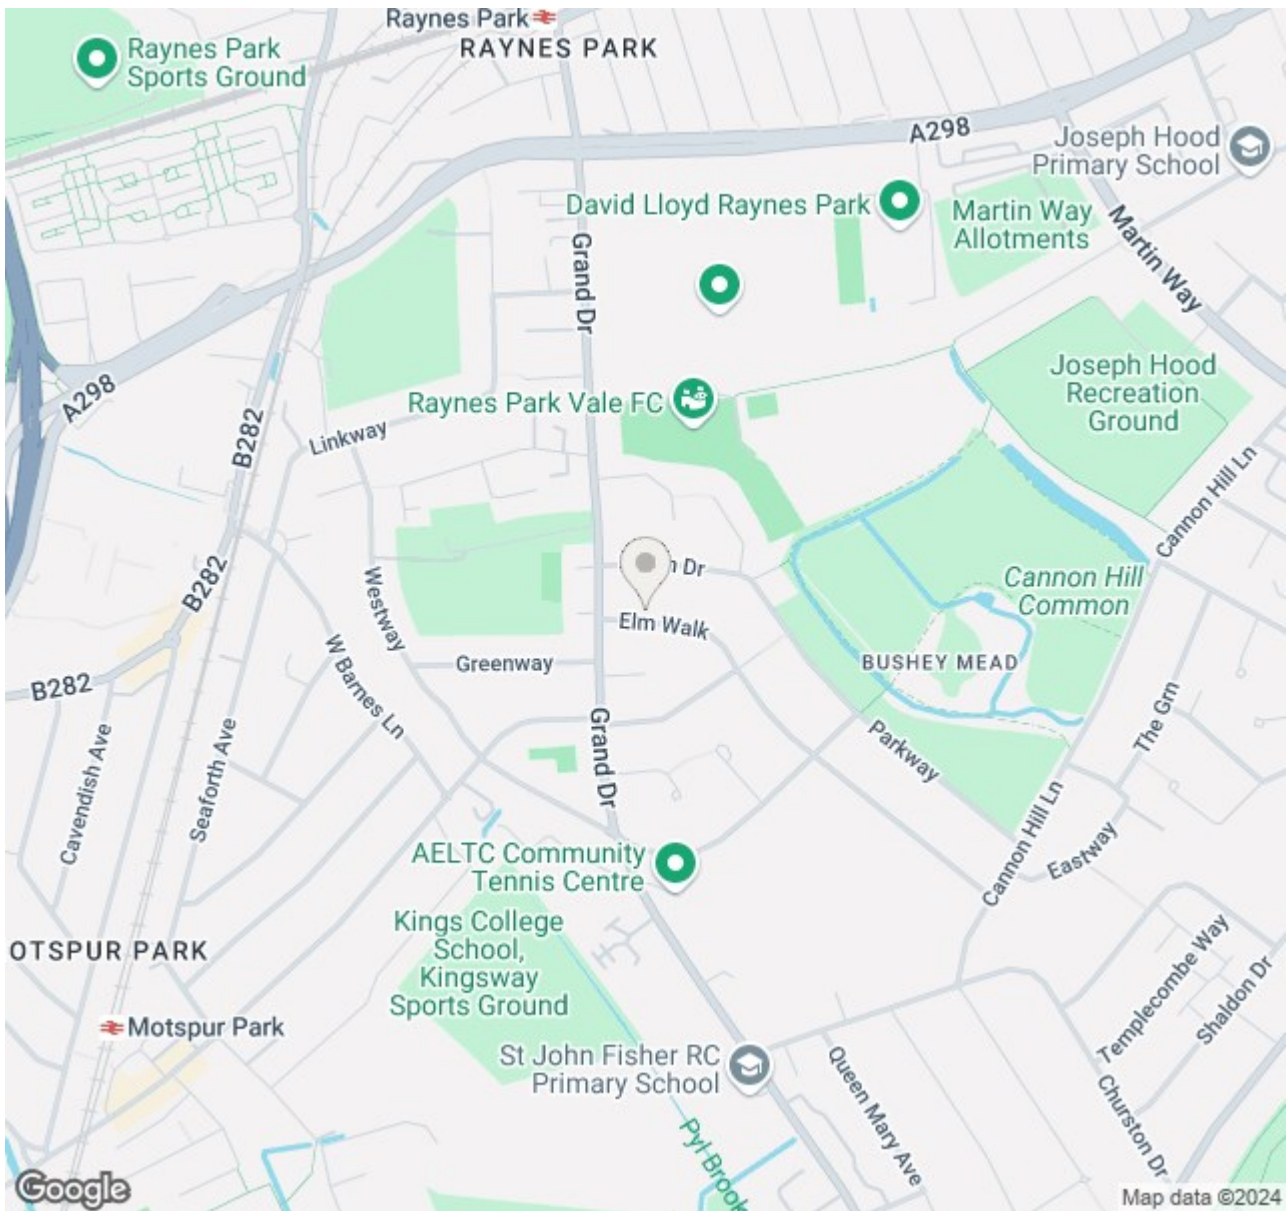 Raynes Park
RAYNES PARK
Raynes Park
Sports Ground
A298
Joseph Hood
Primary School
David Lloyd Raynes Park
Martin Way
Allotments
Martin Way
Grand Dr
Joseph Hood
Recreation
Ground
A298
Raynes Park Vale FC
B282
Linkway
Cannon Hill Ln
B282
Westway
Dr
Cannon Hill
Common
Elm Walk
W Barnes Ln
Greenway
BUSHEY MEAD
B282
The Grn
Grand Dr
Parkway
Cavendish Ave
Seaforth Ave
Cannon Hill Ln
Eastway
AELTC Community
Tennis Centre
Kings College
School,
Kingsway
Sports Ground
OTSPUR PARK
Templecombe Way
Shaldon Dr
Motspur Park
St John Fisher RC
Primary School
Queen Mary Ave
Churston Dr
Pyl Brook
Google
Map data ©2024